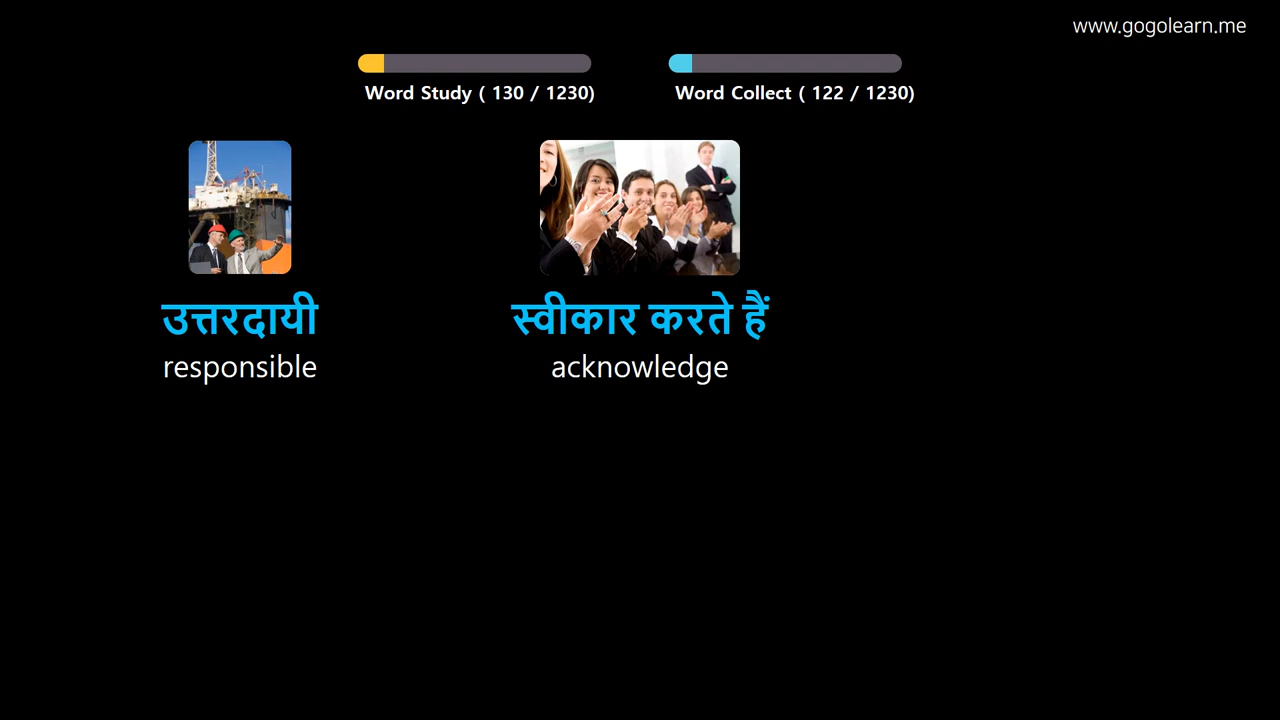 www.gogolearn.me
Word Study ( 130 / 1230)
Word Collect ( 122 / 1230)
उत्तरदायी
responsible
स्वीकार करते हैं
acknowledge